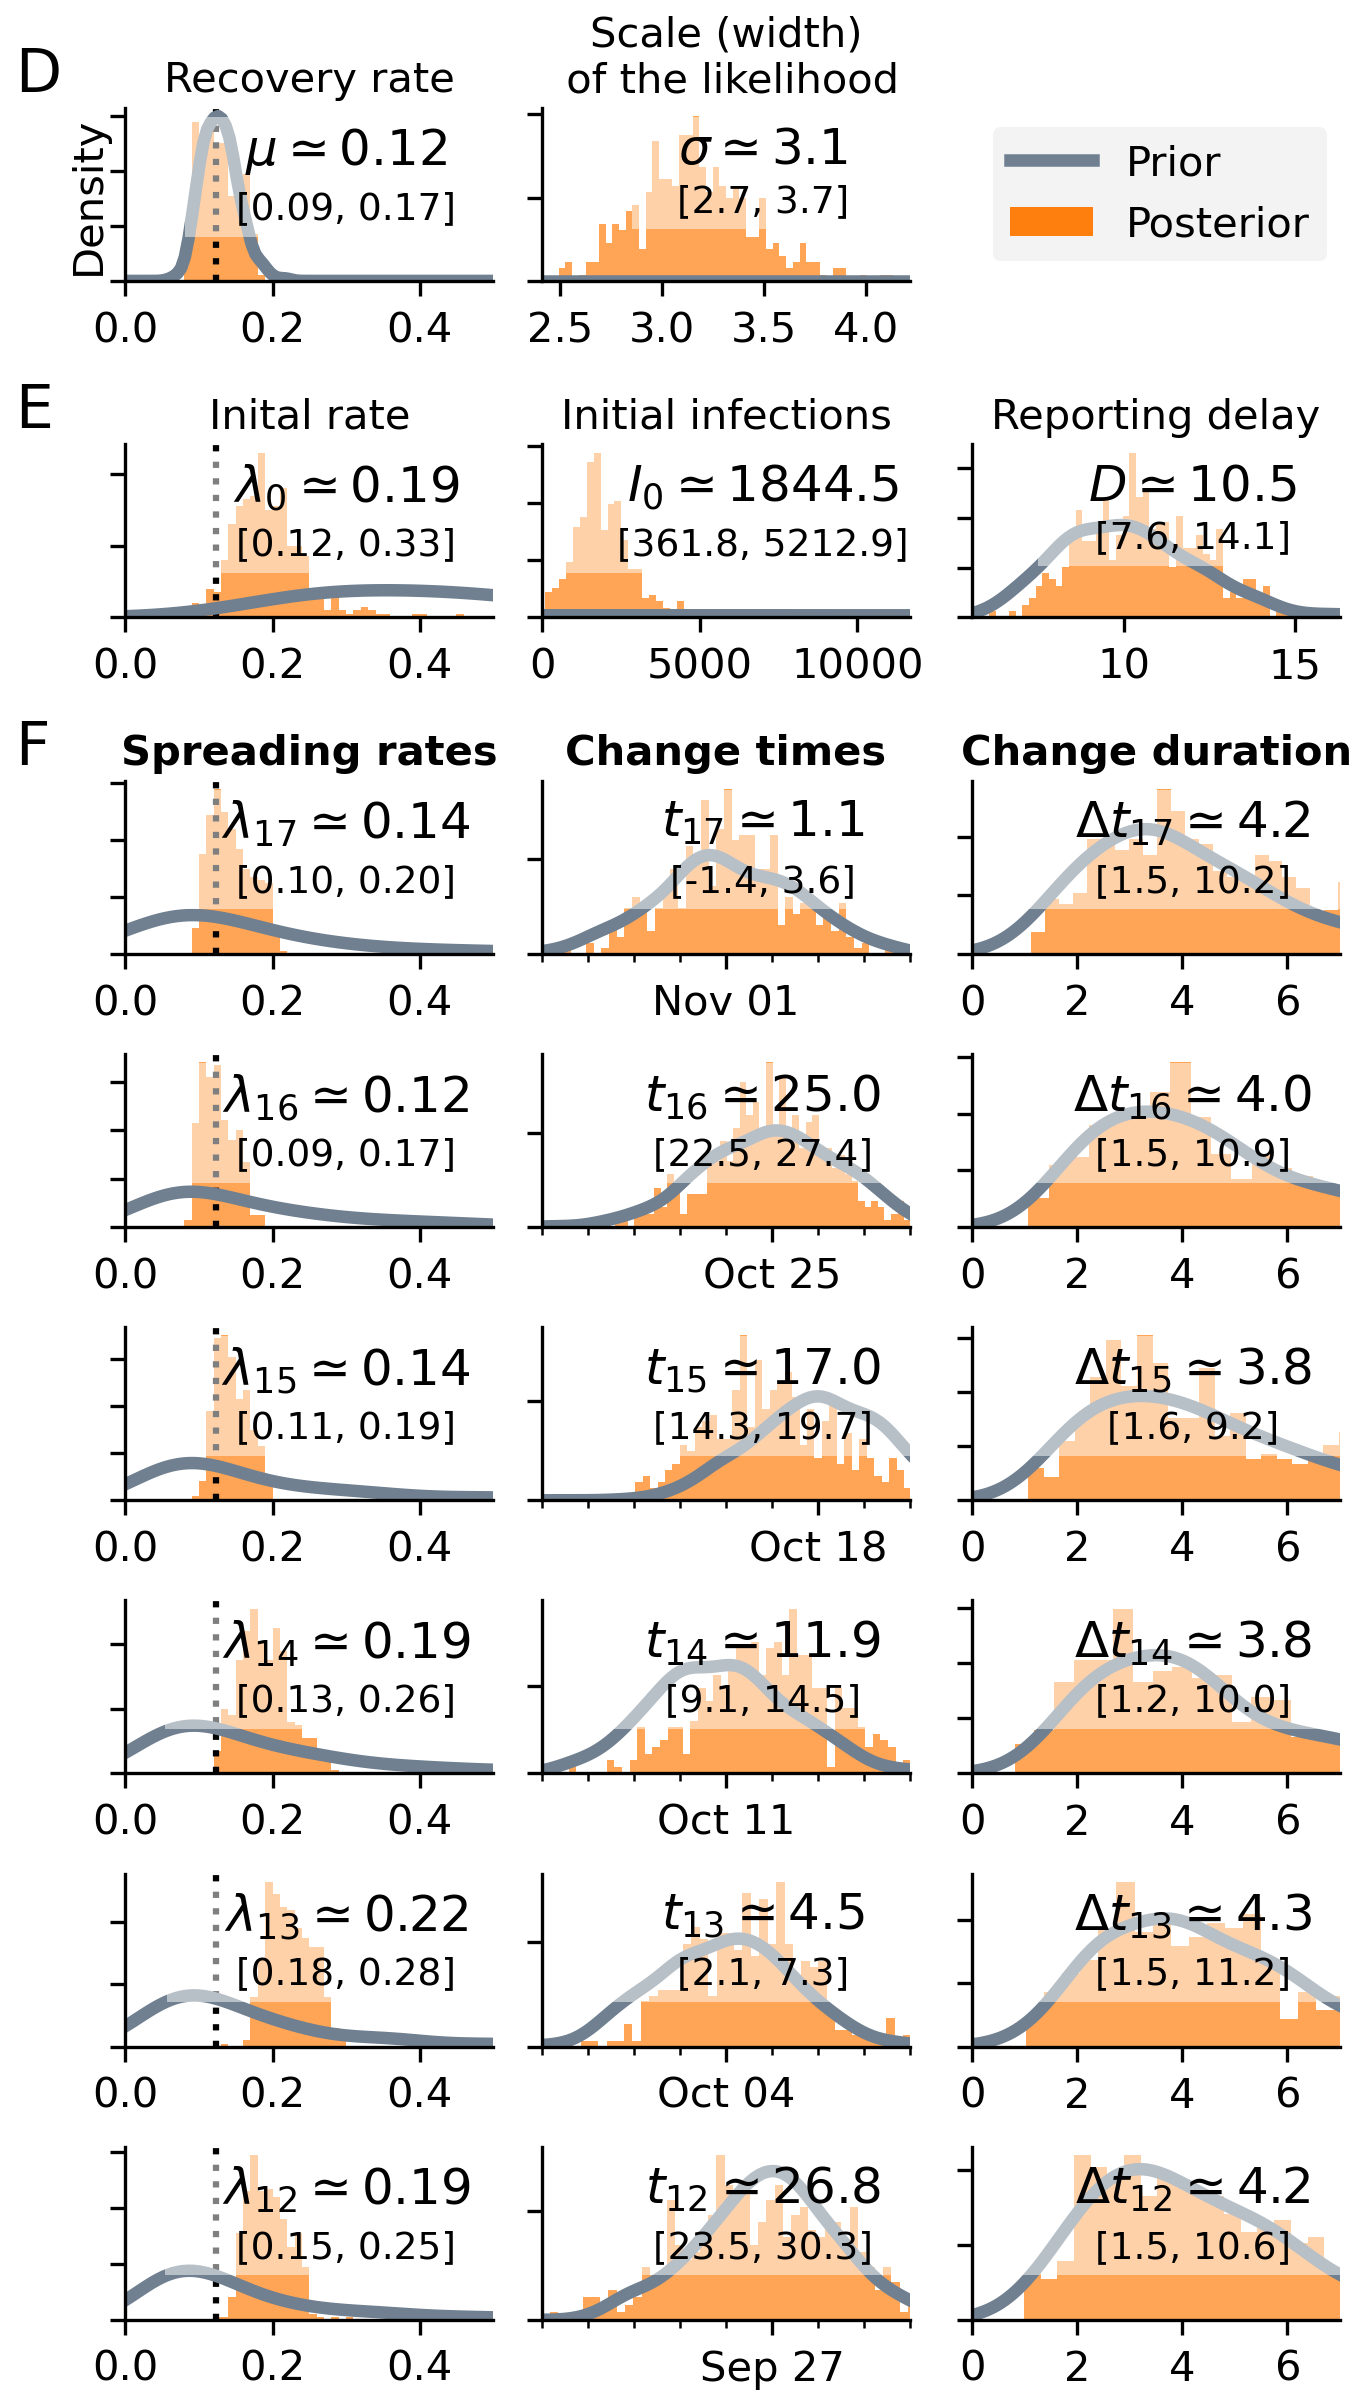 D
Recovery rate
Scale (width)
of the likelihood
Density
μ ≃ 0.12
[0.09, 0.17]
0.0 0.2 0.4
σ ≃ 3.1
[2.7, 3.7]
2.5 3.0 3.5 4.0
Prior
Posterior
E
Inital rate
λ₀ ≃ 0.19
[0.12, 0.33]
0.0 0.2 0.4
Initial infections
I₀ ≃ 1844.5
[361.8, 5212.9]
0 5000 10000
Reporting delay
D ≃ 10.5
[7.6, 14.1]
10 15
F
Spreading rates
Change times
Change duration
λ₁₇ ≃ 0.14
[0.10, 0.20]
0.0 0.2 0.4
t₁₇ ≃ 1.1
[-1.4, 3.6]
Nov 01
Δt₁₇ ≃ 4.2
[1.5, 10.2]
0 2 4 6
λ₁₆ ≃ 0.12
[0.09, 0.17]
0.0 0.2 0.4
t₁₆ ≃ 25.0
[22.5, 27.4]
Oct 25
Δt₁₆ ≃ 4.0
[1.5, 10.9]
0 2 4 6
λ₁₅ ≃ 0.14
[0.11, 0.19]
0.0 0.2 0.4
t₁₅ ≃ 17.0
[14.3, 19.7]
Oct 18
Δt₁₅ ≃ 3.8
[1.6, 9.2]
0 2 4 6
λ₁₄ ≃ 0.19
[0.13, 0.26]
0.0 0.2 0.4
t₁₄ ≃ 11.9
[9.1, 14.5]
Oct 11
Δt₁₄ ≃ 3.8
[1.2, 10.0]
0 2 4 6
λ₁₃ ≃ 0.22
[0.18, 0.28]
0.0 0.2 0.4
t₁₃ ≃ 4.5
[2.1, 7.3]
Oct 04
Δt₁₃ ≃ 4.3
[1.5, 11.2]
0 2 4 6
λ₁₂ ≃ 0.19
[0.15, 0.25]
0.0 0.2 0.4
t₁₂ ≃ 26.8
[23.5, 30.3]
Sep 27
Δt₁₂ ≃ 4.2
[1.5, 10.6]
0 2 4 6